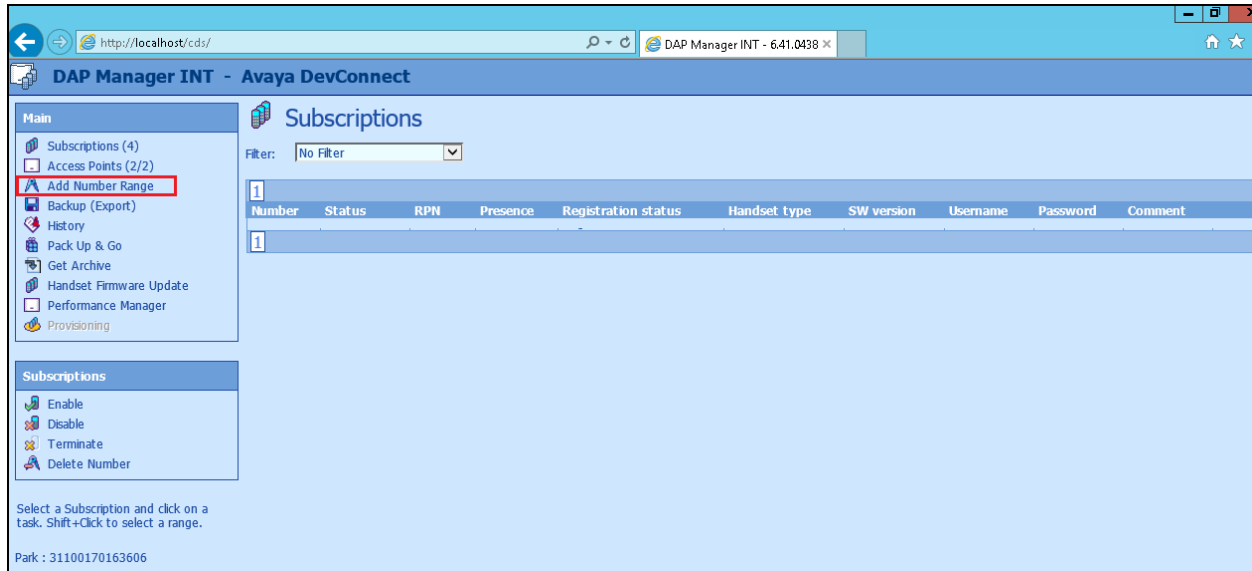 http://localhost/cds/
DAP Manager INT - 6.41.0438
DAP Manager INT - Avaya DevConnect
Main
Subscriptions (4)
Access Points (2/2)
Add Number Range
Backup (Export)
History
Pack Up & Go
Get Archive
Handset Firmware Update
Performance Manager
Provisioning
Subscriptions
Enable
Disable
Terminate
Delete Number
Select a Subscription and click on a
task. Shift+Click to select a range.
Park : 31100170163606
Subscriptions
Filter: No Filter
1
Number Status RPN Presence Registration status Handset type SW version Username Password Comment
1